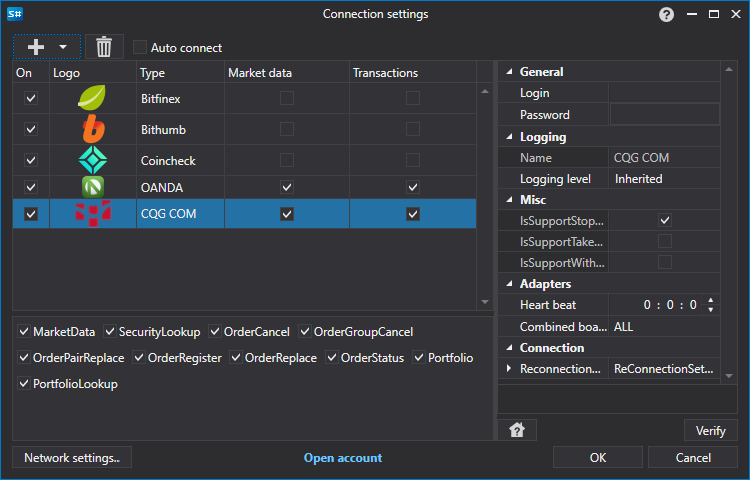 S# Connection settings ?
Auto connect
On Logo Type Market data Transactions
Bitfinex
Bithumb
Coincheck
OANDA
CQG COM
General
Login
Password
Logging
Name CQG COM
Logging level Inherited
Misc
IsSupportStop...
IsSupportTake...
IsSupportWith...
Adapters
Heart beat 0 : 0 : 0
Combined boa... ALL
Connection
Reconnection... ReConnectionSet...
MarketData SecurityLookup OrderCancel OrderGroupCancel
OrderPairReplace OrderRegister OrderReplace OrderStatus Portfolio
PortfolioLookup
Verify
Network settings.. Open account OK Cancel